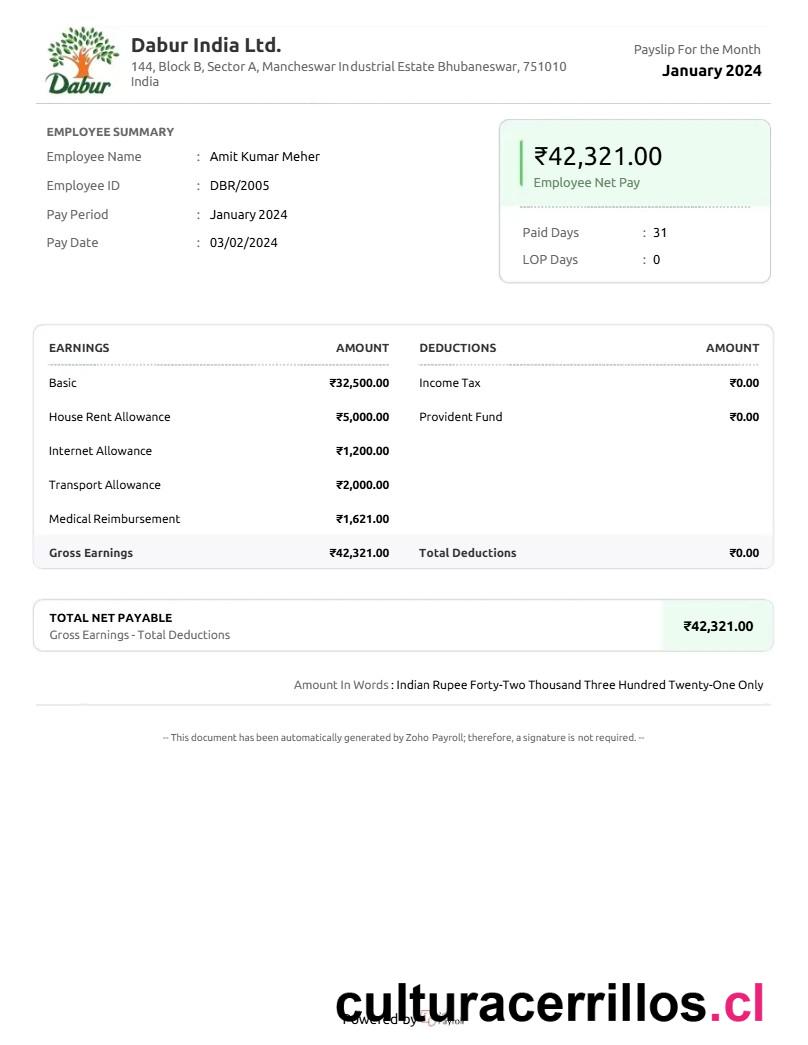 Dabur
Dabur India Ltd.
144, Block B, Sector A, Mancheswar Industrial Estate Bhubaneswar, 751010
India
Payslip For the Month
January 2024
EMPLOYEE SUMMARY
Employee Name : Amit Kumar Meher
Employee ID : DBR/2005
Pay Period : January 2024
Pay Date : 03/02/2024
₹42,321.00
Employee Net Pay
Paid Days : 31
LOP Days : 0
EARNINGS AMOUNT DEDUCTIONS AMOUNT
Basic ₹32,500.00 Income Tax ₹0.00
House Rent Allowance ₹5,000.00 Provident Fund ₹0.00
Internet Allowance ₹1,200.00
Transport Allowance ₹2,000.00
Medical Reimbursement ₹1,621.00
Gross Earnings ₹42,321.00 Total Deductions ₹0.00
TOTAL NET PAYABLE
Gross Earnings - Total Deductions
₹42,321.00
Amount In Words : Indian Rupee Forty-Two Thousand Three Hundred Twenty-One Only
-- This document has been automatically generated by Zoho Payroll; therefore, a signature is not required. --
culturacerrillos.cl
Powered by Payroll